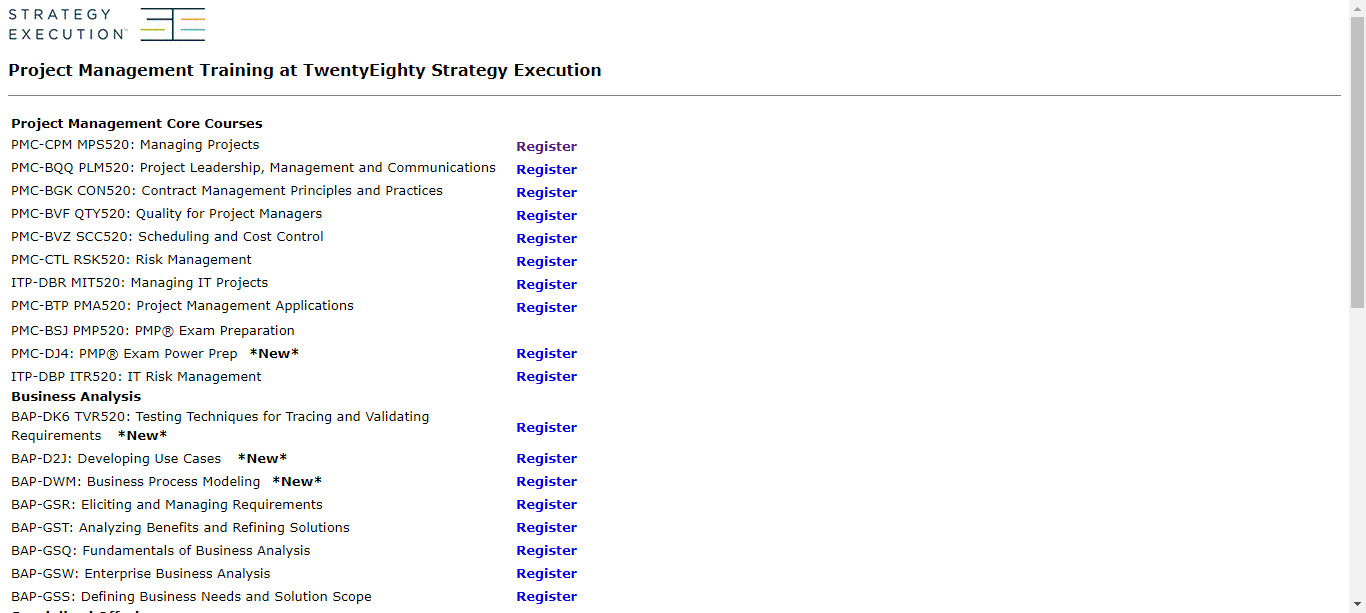 STRATEGY
EXECUTION™
Project Management Training at TwentyEighty Strategy Execution
Project Management Core Courses
PMC-CPM MPS520: Managing Projects Register
PMC-BQQ PLM520: Project Leadership, Management and Communications Register
PMC-BGK CON520: Contract Management Principles and Practices Register
PMC-BVF QTY520: Quality for Project Managers Register
PMC-BVZ SCC520: Scheduling and Cost Control Register
PMC-CTL RSK520: Risk Management Register
ITP-DBR MIT520: Managing IT Projects Register
PMC-BTP PMA520: Project Management Applications Register
PMC-BSJ PMP520: PMP® Exam Preparation
PMC-DJ4: PMP® Exam Power Prep *New* Register
ITP-DBP ITR520: IT Risk Management Register
Business Analysis
BAP-DK6 TVR520: Testing Techniques for Tracing and Validating
Requirements *New* Register
BAP-D2J: Developing Use Cases *New* Register
BAP-DWM: Business Process Modeling *New* Register
BAP-GSR: Eliciting and Managing Requirements Register
BAP-GST: Analyzing Benefits and Refining Solutions Register
BAP-GSQ: Fundamentals of Business Analysis Register
BAP-GSW: Enterprise Business Analysis Register
BAP-GSS: Defining Business Needs and Solution Scope Register